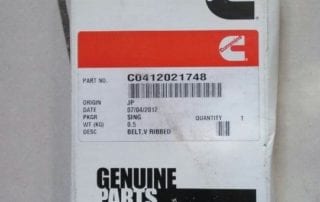 Cummins
PART NO. C0412021748
ORIGIN JP
DATE 07/04/2012
PKGR SING QUANTITY 1
WT (KG) 0.5
DESC BELT,V RIBBED
GENUINE
PARTS